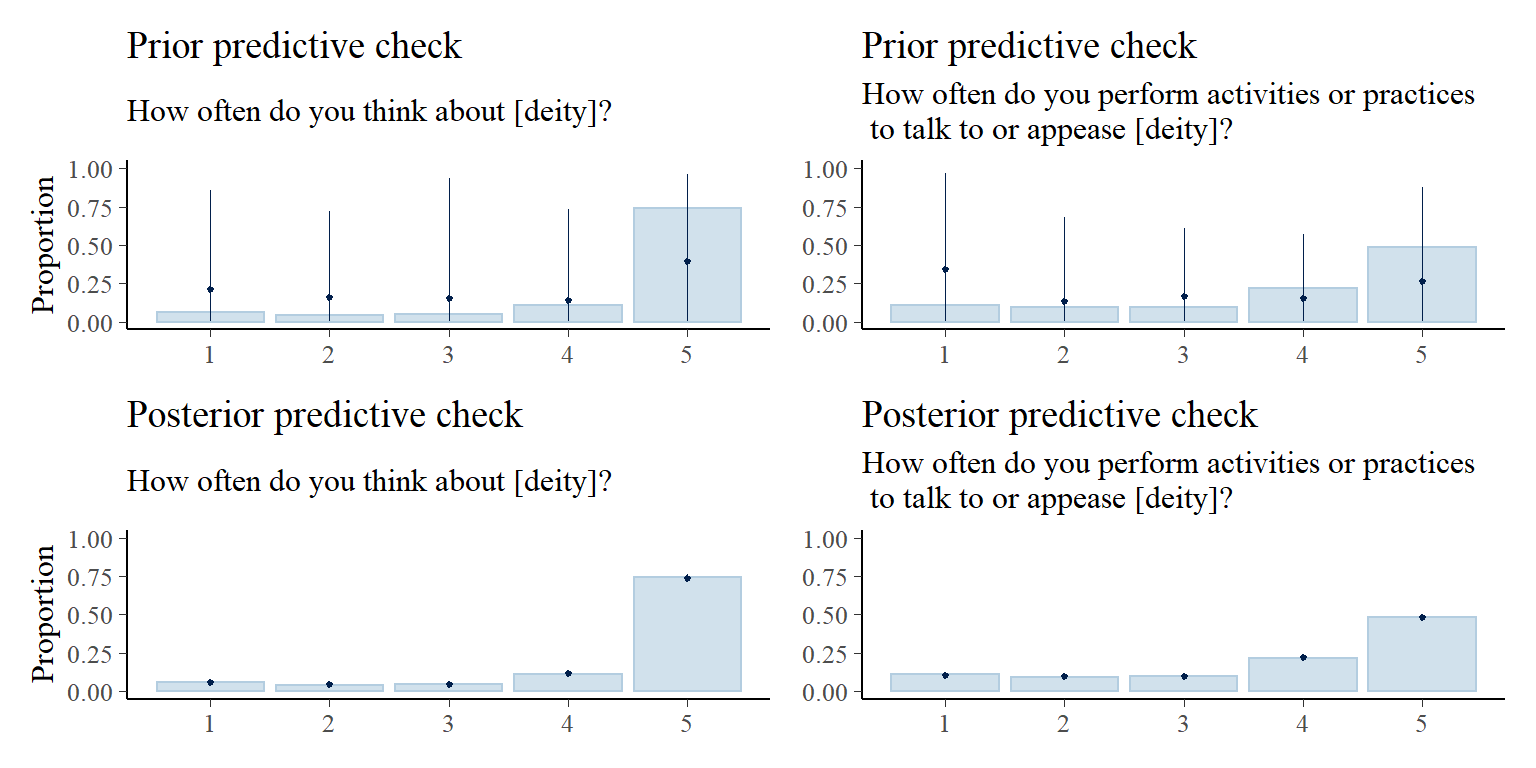 Prior predictive check
How often do you think about [deity]?
Proportion
1.00
0.75
0.50
0.25
0.00
1 2 3 4 5
Prior predictive check
How often do you perform activities or practices
to talk to or appease [deity]?
1.00
0.75
0.50
0.25
0.00
1 2 3 4 5
Posterior predictive check
How often do you think about [deity]?
Proportion
1.00
0.75
0.50
0.25
0.00
1 2 3 4 5
Posterior predictive check
How often do you perform activities or practices
to talk to or appease [deity]?
1.00
0.75
0.50
0.25
0.00
1 2 3 4 5